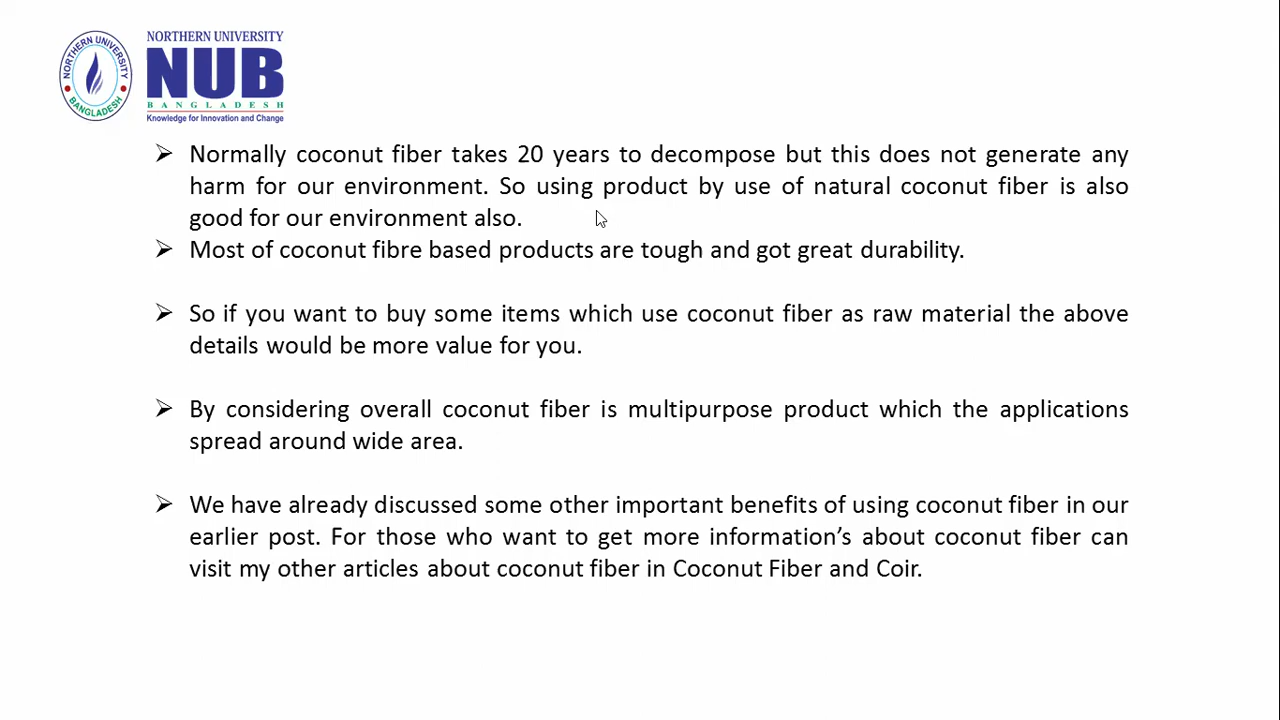 NORTHERN UNIVERSITY
BANGLADESH
NORTHERN UNIVERSITY
NUB
BANGLADESH
Knowledge for Innovation and Change
➢ Normally coconut fiber takes 20 years to decompose but this does not generate any
harm for our environment. So using product by use of natural coconut fiber is also
good for our environment also.
➢ Most of coconut fibre based products are tough and got great durability.
➢ So if you want to buy some items which use coconut fiber as raw material the above
details would be more value for you.
➢ By considering overall coconut fiber is multipurpose product which the applications
spread around wide area.
➢ We have already discussed some other important benefits of using coconut fiber in our
earlier post. For those who want to get more information’s about coconut fiber can
visit my other articles about coconut fiber in Coconut Fiber and Coir.